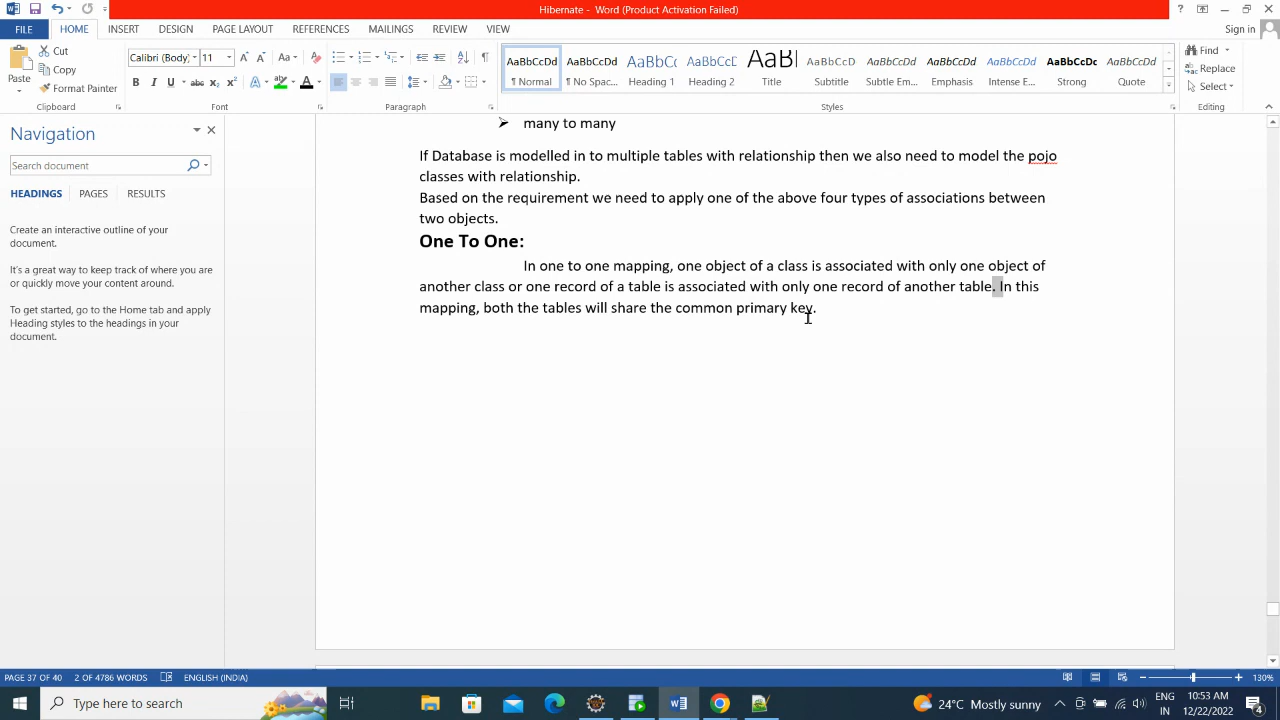 Hibernate - Word (Product Activation Failed)
FILE HOME INSERT DESIGN PAGE LAYOUT REFERENCES MAILINGS REVIEW VIEW Sign in
Paste Cut Copy Format Painter
Calibri (Body) 11
AaBbCcDd AaBbCcDd AaBbCc AaBbCcD AaBl AaBbCcD AaBbCcDd AaBbCcDd AaBbCcDd AaBbCcDc AaBbCcDd
¶ Normal ¶ No Spac... Heading 1 Heading 2 Title Subtitle Subtle Em... Emphasis Intense E... Strong Quote
Find Replace Select
Clipboard Font Paragraph Styles Editing
Navigation
Search document
HEADINGS PAGES RESULTS
Create an interactive outline of your
document.
It's a great way to keep track of where you are
or quickly move your content around.
To get started, go to the Home tab and apply
Heading styles to the headings in your
document.
➢ many to many
If Database is modelled in to multiple tables with relationship then we also need to model the pojo
classes with relationship.
Based on the requirement we need to apply one of the above four types of associations between
two objects.
One To One:
In one to one mapping, one object of a class is associated with only one object of
another class or one record of a table is associated with only one record of another table. In this
mapping, both the tables will share the common primary key.
PAGE 37 OF 40 2 OF 4786 WORDS ENGLISH (INDIA) 130%
Type here to search
24°C Mostly sunny
ENG
IN
10:53 AM
12/22/2022